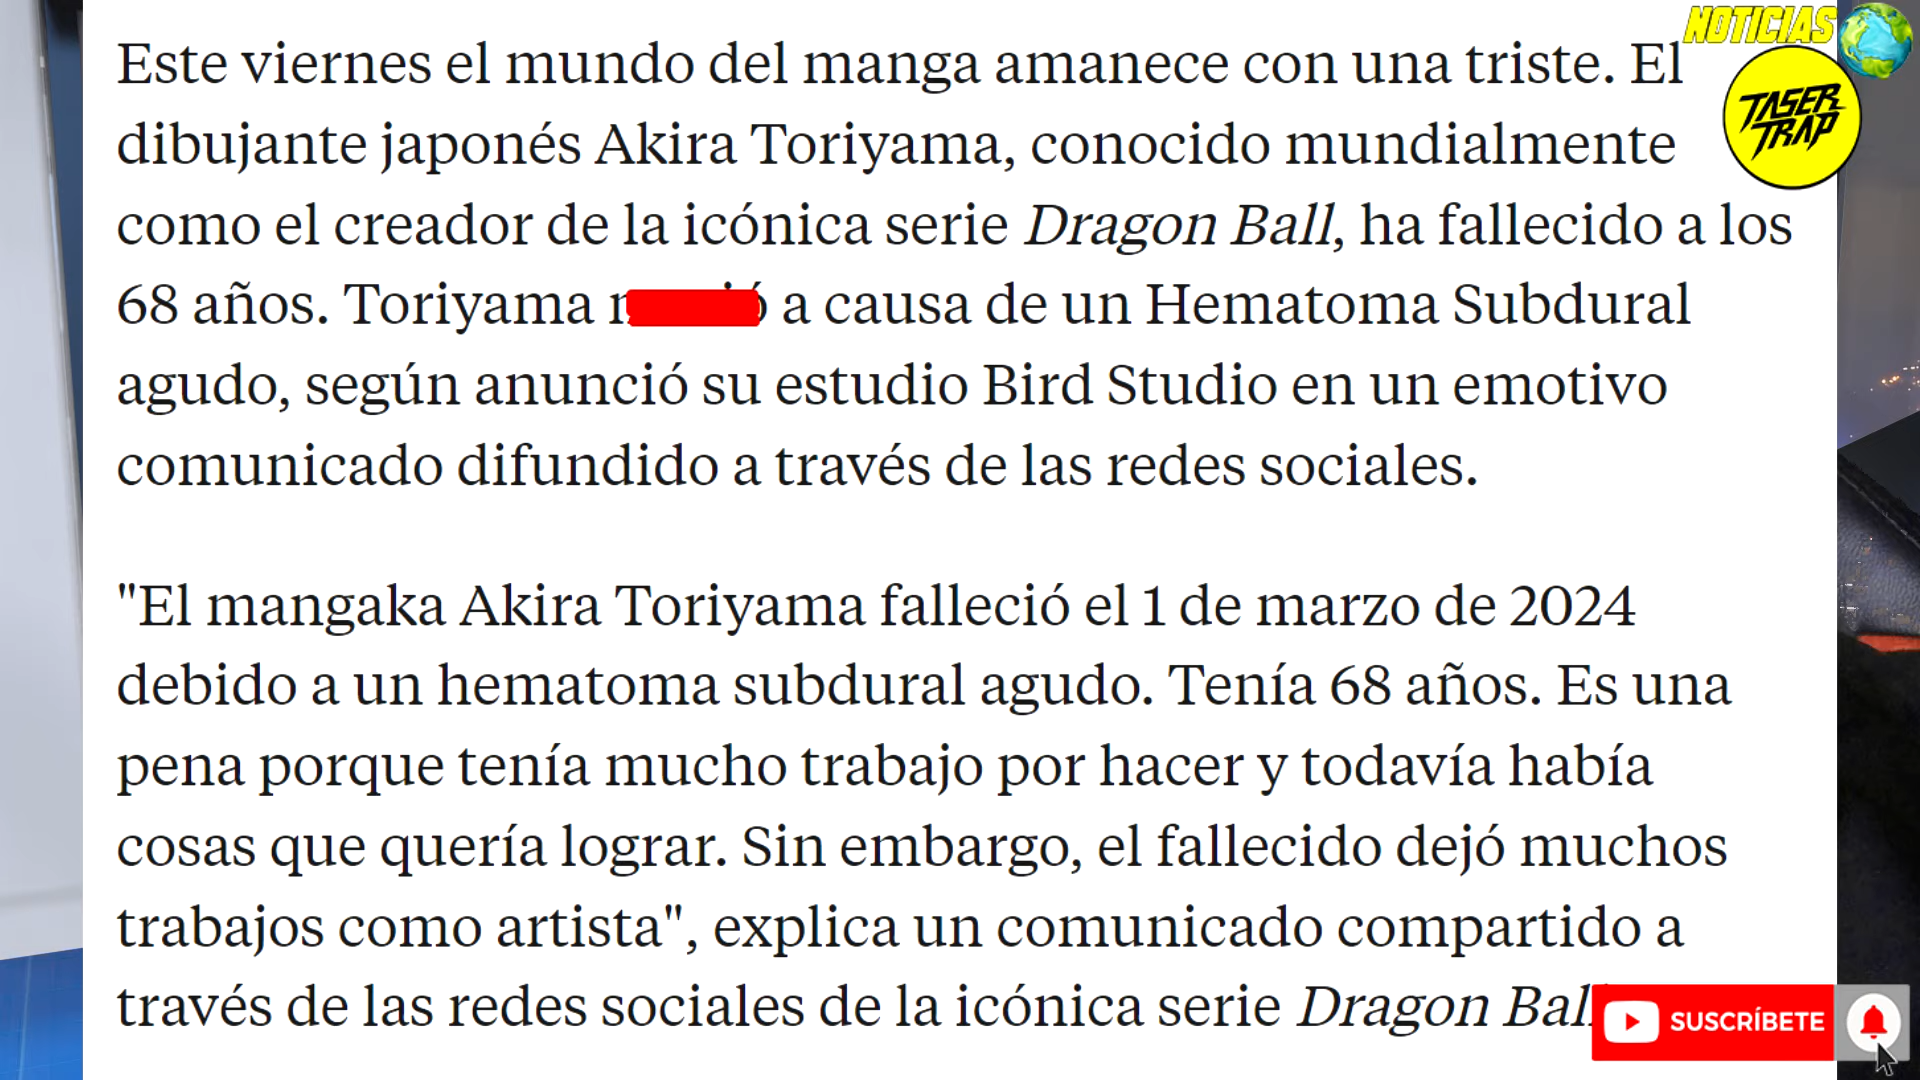 NOTICIAS
TASER
TRAP
Este viernes el mundo del manga amanece con una triste. El
dibujante japonés Akira Toriyama, conocido mundialmente
como el creador de la icónica serie Dragon Ball, ha fallecido a los
68 años. Toriyama a causa de un Hematoma Subdural
agudo, según anunció su estudio Bird Studio en un emotivo
comunicado difundido a través de las redes sociales.
"El mangaka Akira Toriyama falleció el 1 de marzo de 2024
debido a un hematoma subdural agudo. Tenía 68 años. Es una
pena porque tenía mucho trabajo por hacer y todavía había
cosas que quería lograr. Sin embargo, el fallecido dejó muchos
trabajos como artista", explica un comunicado compartido a
través de las redes sociales de la icónica serie Dragon Ball
SUSCRÍBETE